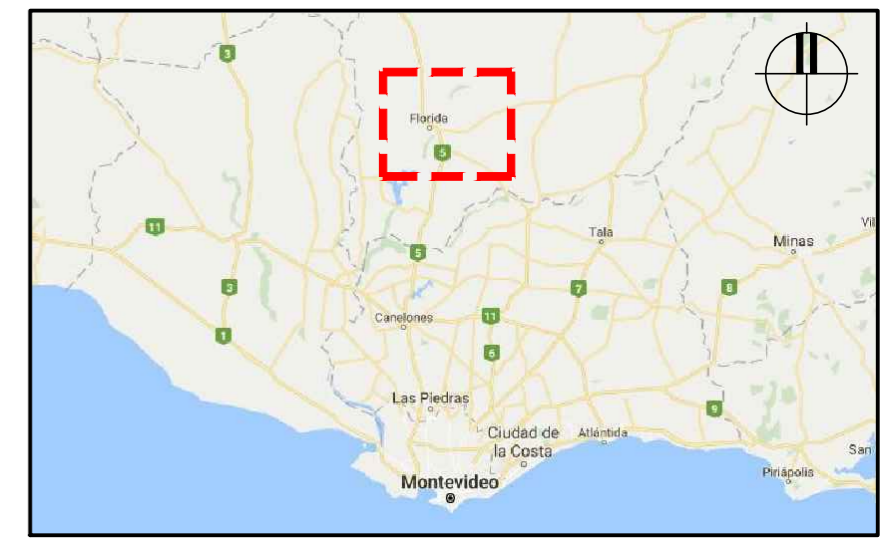 3
Florida
5
11
Tala
Minas
Vil
5
3
7
8
Canelones
11
1
6
Las Piedras
9
Ciudad de
la Costa
Atlántida
San
Piriápolis
Montevideo